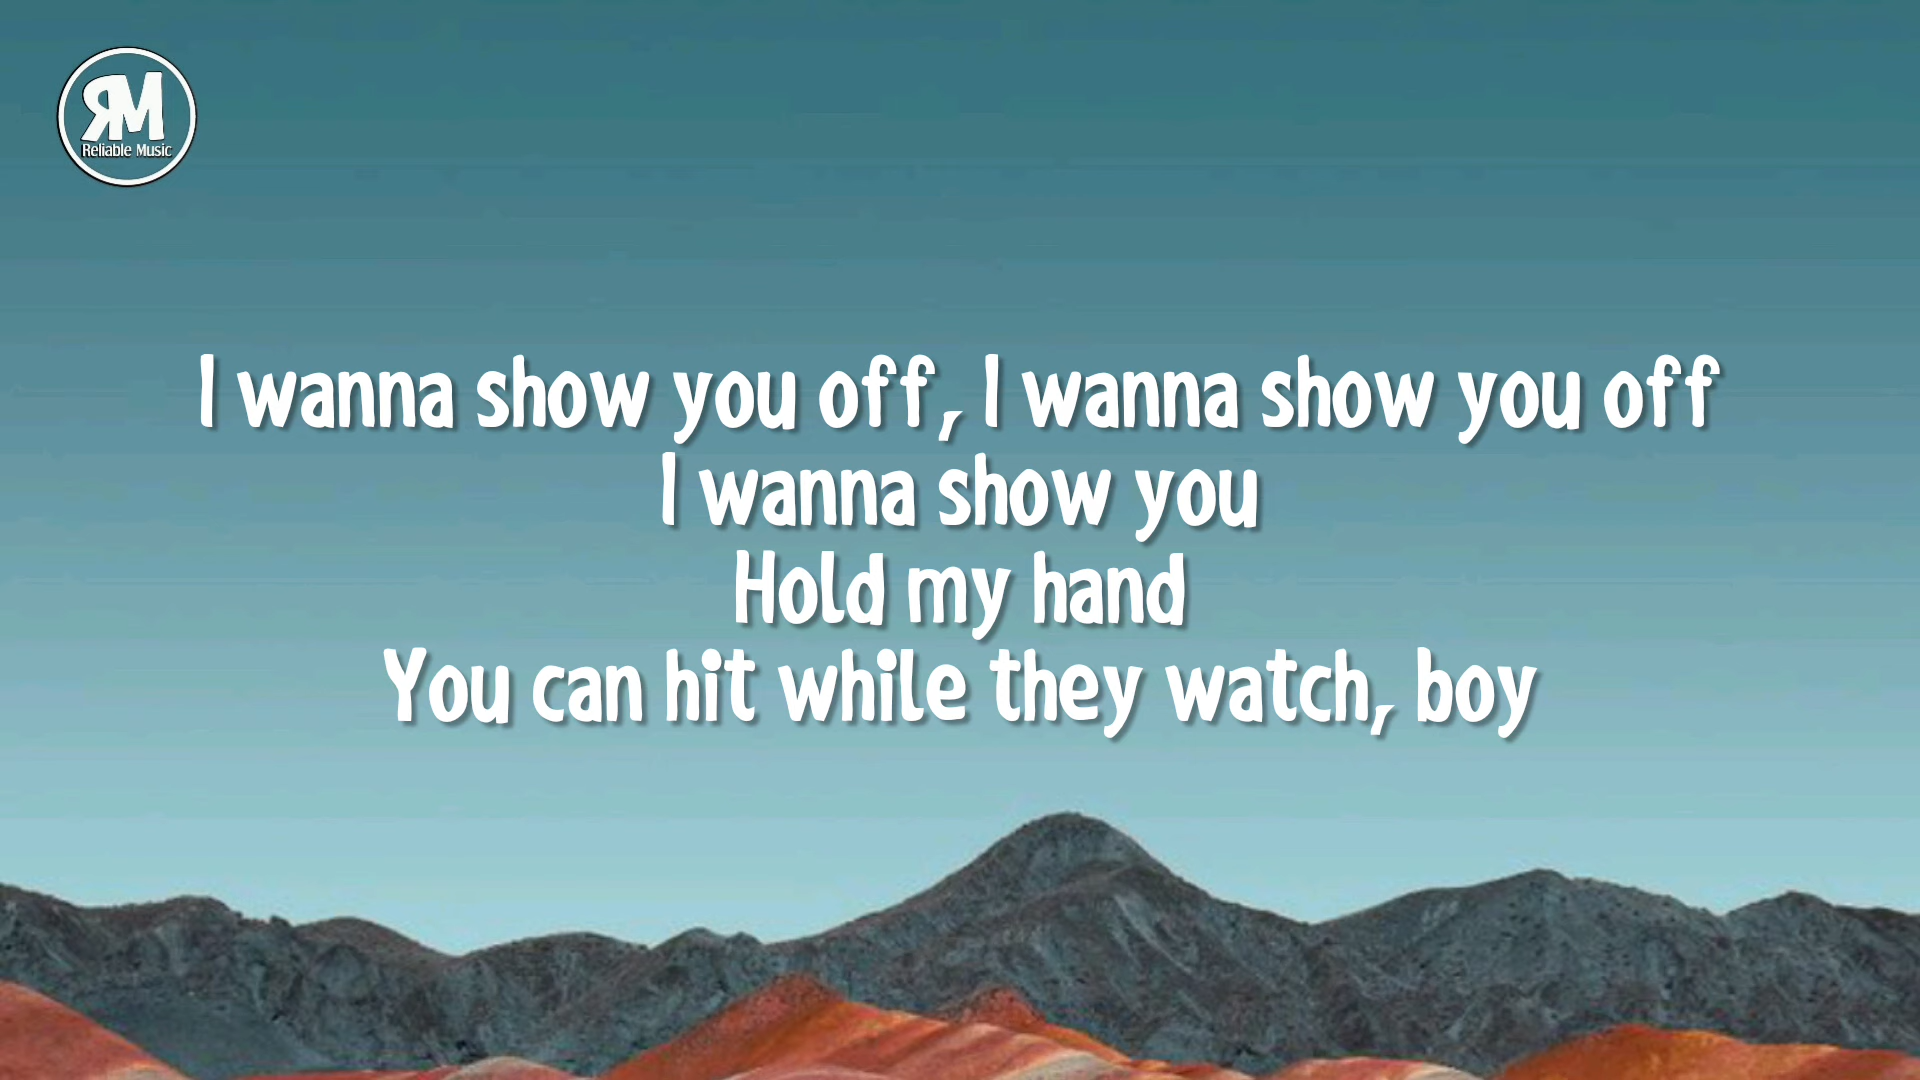 RM
Reliable Music
I wanna show you off, I wanna show you off
I wanna show you
Hold my hand
You can hit while they watch, boy